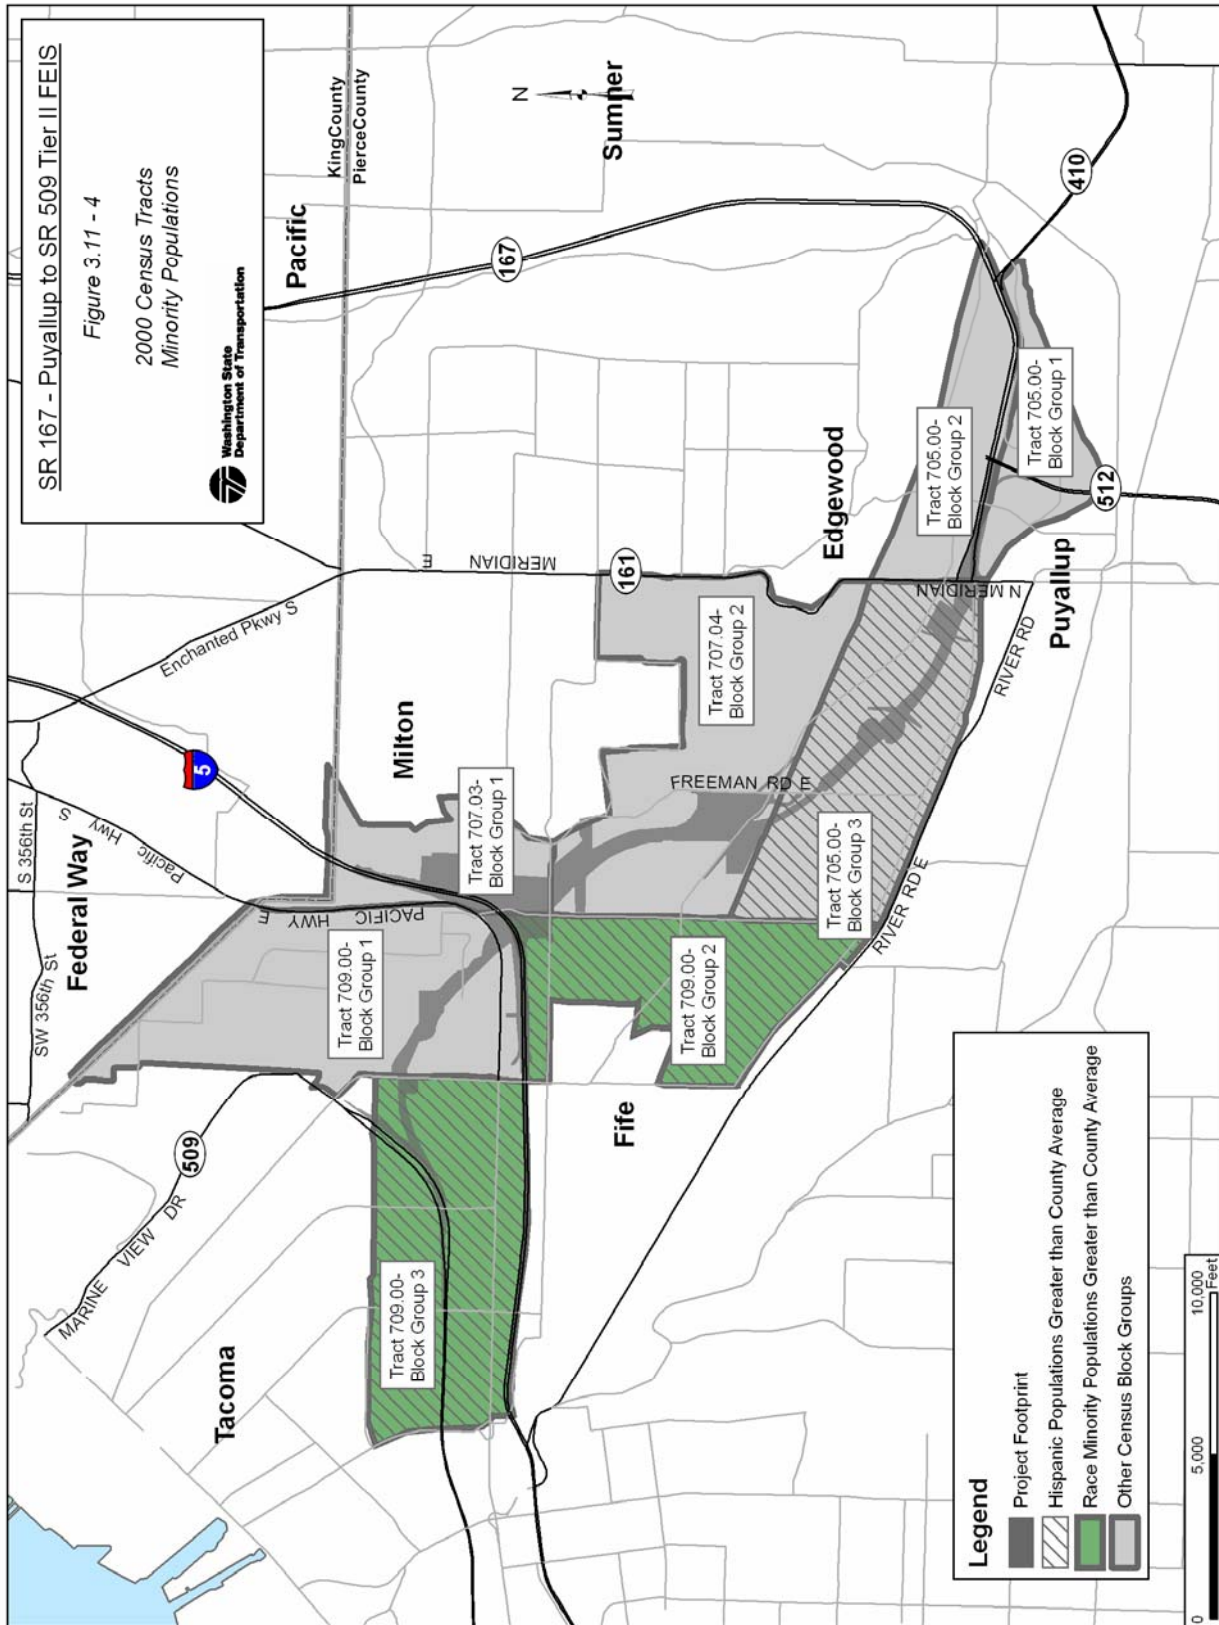 SR 167 - Puyallup to SR 509 Tier II FEIS
Figure 3.11 - 4
2000 Census Tracts
Minority Populations
Washington State
Department of Transportation
SW 356th St
S 356th St
Federal Way
Pacific Hwy S
5
Enchanted Pkwy S
Pacific
KingCounty
PierceCounty
N
Sumner
167
410
MARINE VIEW DR
509
Tacoma
Tract 709.00-
Block Group 3
Tract 709.00-
Block Group 1
PACIFIC HWY E
Milton
Tract 707.03-
Block Group 1
MERIDIAN E
161
Fife
Tract 709.00-
Block Group 2
Tract 707.04-
Block Group 2
FREEMAN RD E
Edgewood
Tract 705.00-
Block Group 3
Tract 705.00-
Block Group 2
Tract 705.00-
Block Group 1
N MERIDIAN
RIVER RD E
RIVER RD
Puyallup
512
Legend
Project Footprint
Hispanic Populations Greater than County Average
Race Minority Populations Greater than County Average
Other Census Block Groups
0 5,000 10,000
Feet